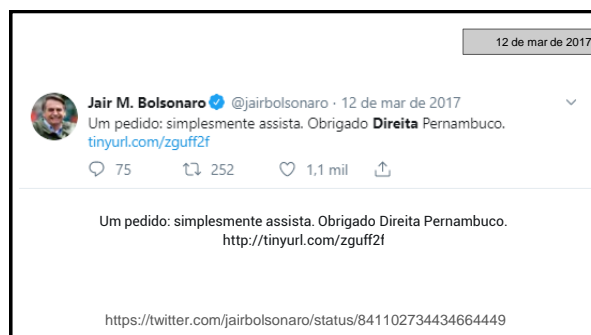 12 de mar de 2017
Jair M. Bolsonaro @jairbolsonaro · 12 de mar de 2017
Um pedido: simplesmente assista. Obrigado Direita Pernambuco.
tinyurl.com/zguff2f
75 252 1,1 mil
Um pedido: simplesmente assista. Obrigado Direita Pernambuco.
http://tinyurl.com/zguff2f
https://twitter.com/jairbolsonaro/status/841102734434664449